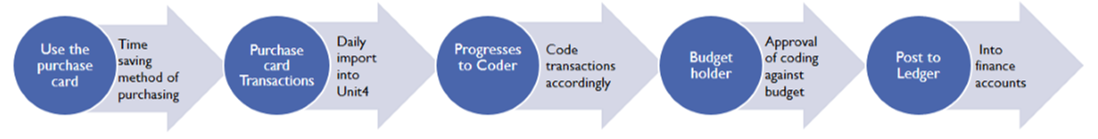 Use the
purchase
card
Time
saving
method of
purchasing
Purchase
card
Transactions
Daily
import
into
Unit4
Progresses
to Coder
Code
transactions
accordingly
Budget
holder
Approval
of coding
against
budget
Post to
Ledger
Into
finance
accounts